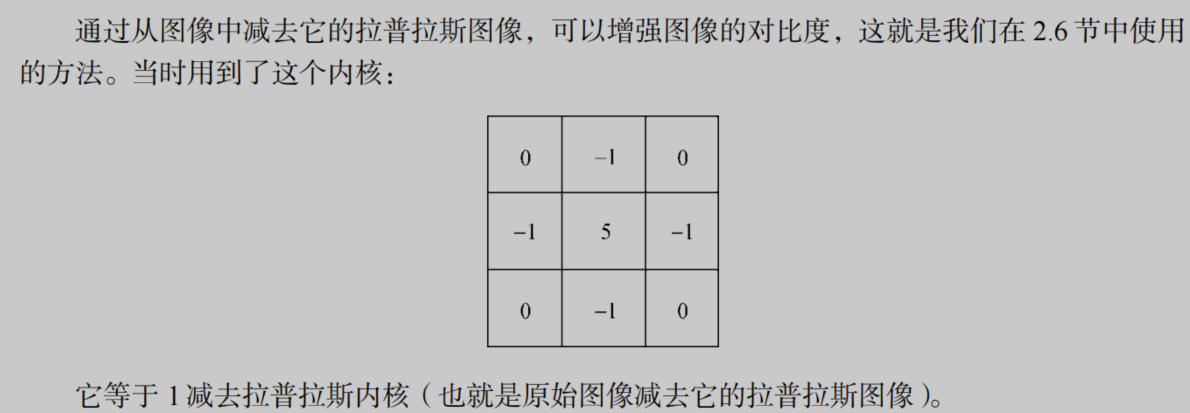 通过从图像中减去它的拉普拉斯图像，可以增强图像的对比度，这就是我们在 2.6 节中使用
的方法。当时用到了这个内核：
0 –1 0
–1 5 –1
0 –1 0
它等于 1 减去拉普拉斯内核（也就是原始图像减去它的拉普拉斯图像）。